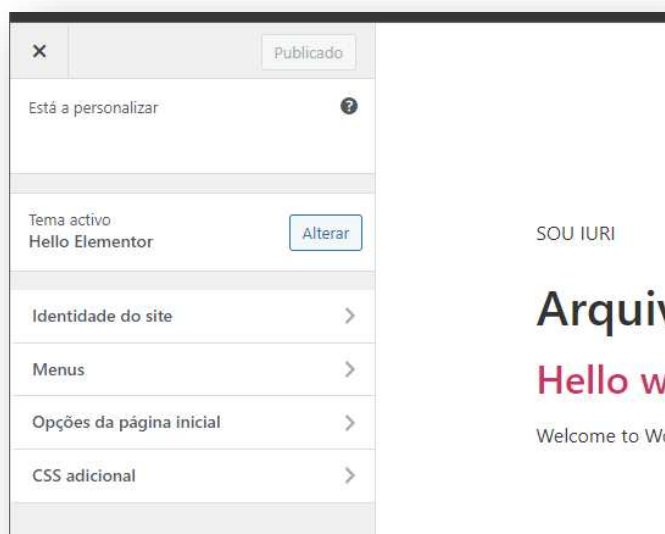 Publicado
Está a personalizar
Tema activo
Hello Elementor
Alterar
Identidade do site
Menus
Opções da página inicial
CSS adicional
SOU IURI
Hello
Welcome to